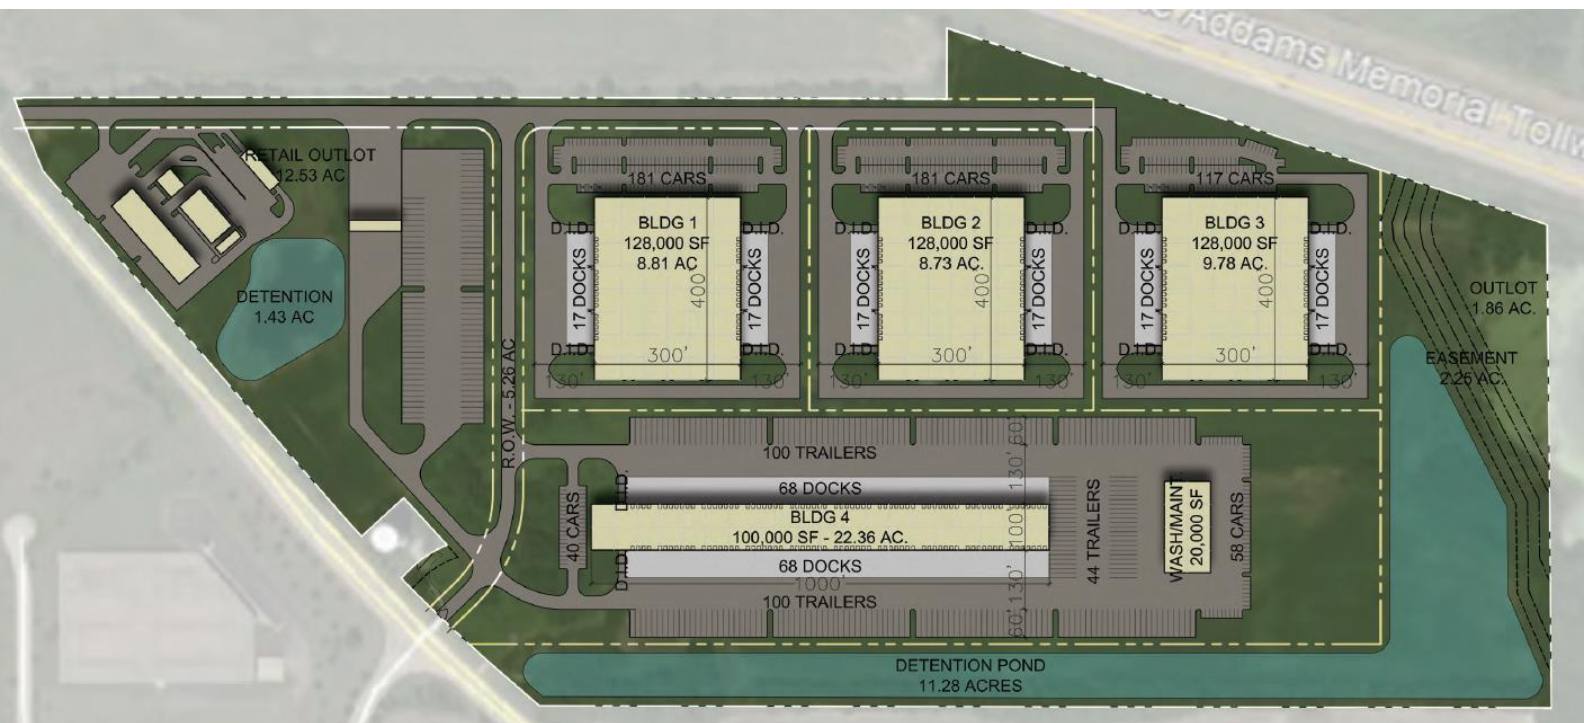 Addams Memorial Tollw
RETAIL OUTLOT
12.53 AC
DETENTION
1.43 AC
R.O.W. - 5.26 AC
181 CARS
BLDG 1
128,000 SF
8.81 AC
D.I.D.
D.I.D.
17 DOCKS
17 DOCKS
400'
D.I.D.
D.I.D.
300'
130'
130'
181 CARS
BLDG 2
128,000 SF
8.73 AC.
D.I.D.
D.I.D.
17 DOCKS
17 DOCKS
400'
D.I.D.
D.I.D.
300'
130'
130'
117 CARS
BLDG 3
128,000 SF
9.78 AC.
D.I.D.
D.I.D.
17 DOCKS
17 DOCKS
400'
D.I.D.
D.I.D.
300'
130'
130'
OUTLOT
1.86 AC.
EASEMENT
2.25 AC.
100 TRAILERS
60'
130'
D.I.D.
68 DOCKS
40 CARS
BLDG 4
100,000 SF - 22.36 AC.
100'
68 DOCKS
D.I.D.
1000'
130'
100 TRAILERS
60'
44 TRAILERS
WASH/MAINT.
20,000 SF
58 CARS
DETENTION POND
11.28 ACRES